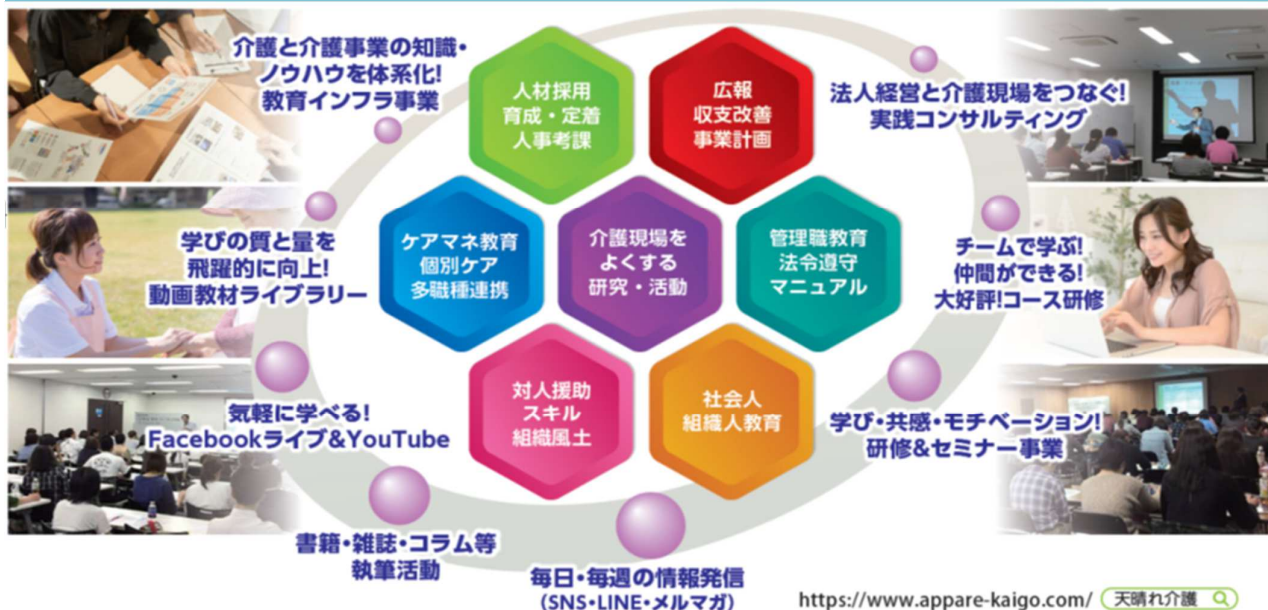 介護と介護事業の知識・
ノウハウを体系化!
教育インフラ事業
人材採用
育成・定着
人事考課
広報
収支改善
事業計画
法人経営と介護現場をつなぐ!
実践コンサルティング
学びの質と量を
飛躍的に向上!
動画教材ライブラリー
ケアマネ教育
個別ケア
多職種連携
介護現場を
よくする
研究・活動
管理職教育
法令遵守
マニュアル
チームで学ぶ!
仲間ができる!
大好評!コース研修
気軽に学べる!
Facebookライブ&YouTube
対人援助
スキル
組織風土
社会人
組織人教育
学び・共感・モチベーション!
研修&セミナー事業
書籍・雑誌・コラム等
執筆活動
毎日・毎週の情報発信
(SNS・LINE・メルマガ)
https://www.appare-kaigo.com/ 天晴れ介護